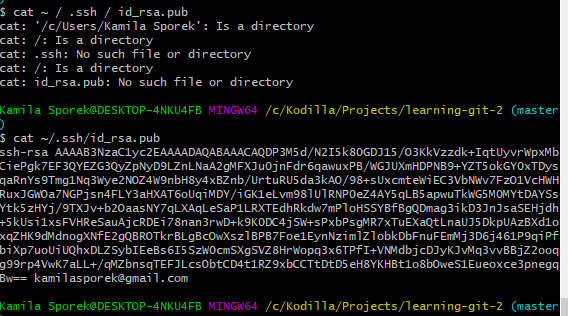 $ cat ~ / .ssh / id_rsa.pub
cat: '/c/Users/Kamila Sporek': Is a directory
cat: /: Is a directory
cat: .ssh: No such file or directory
cat: /: Is a directory
cat: id_rsa.pub: No such file or directory
Kamila Sporek@DESKTOP-4NKU4FB MINGW64 /c/Kodilla/Projects/learning-git-2 (master
)
$ cat ~/.ssh/id_rsa.pub
ssh-rsa AAAAB3NzaC1yc2EAAAADAQABAAACAQDP3M5d/N2I5k8OGDJ15/O3KkVzzdk+IqtUyvrWpxMb
CiePgk7EF3QYEZG3QyZpNyD9LZnLNaA2gMFXJuOjnFdr6qawuxPB/WGJUXmHDPNB9+YZT5okGYOxTDys
qaRnYs9Tmg1Nq3Wye2NOZ4W9nbH8y4xBZnb/UrtuRU5da3kAO/98+sUxcmteWiEC3VbNWv7FzO1VcHWH
RuxJGWOa7NGPjsn4FLY3aHXAT6oUqiMDY/iGK1eLvm98lUlRNPOeZ4AY5qLB5apwuTkWG5MOMYtDAYSs
Ytk5zHYj/9TXJv+b2OaasNY7qLXAqLeSaP1LRXTEdhRkdw7mPloHSSYBfBgQDmag3ikD3JnJsaSEHjdh
+5kUsi1xsFVHReSauAjcRDEi78nan3rwD+k9KODC4jSW+sPxbPsgMR7xTuEXaQtLnaUJ5DkpUAzBXd1o
xqZHK9dMdnogXNfE2gQBROTkrBLgBcOwXszlBPB7Foe1EynNzimlZlobkDbFnuFEmMj3D6j461P9qiPf
biXp7uoUiUQhxDLZSybIEeBs6I5SzWOcmSXgSVZ8HrWopq3x6TPfI+VNMdbjcDJyKJvMq3vvBBjZ2ooq
g99rp4VwK7aLL+/qMZbnsqTEFJLcsObtCD4t1RZ9xbCCTtDtD5eH8YKHBt1o8bOweS1Eueoxce3pnegq
Bw== kamilasporek@gmail.com
Kamila Sporek@DESKTOP-4NKU4FB MINGW64 /c/Kodilla/Projects/learning-git-2 (master